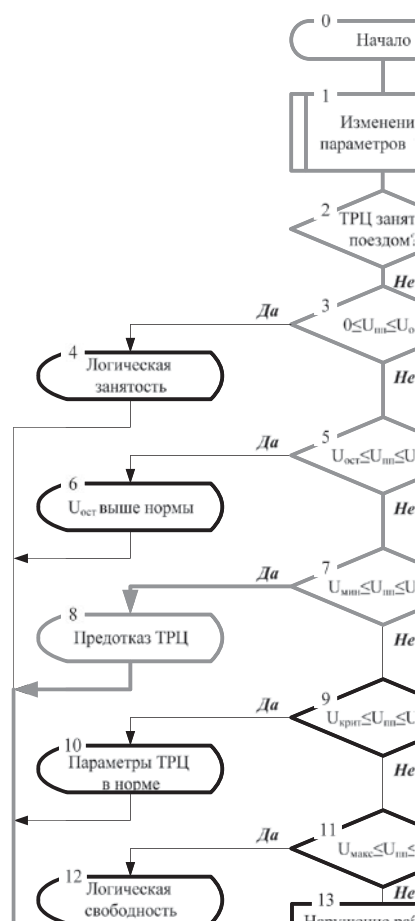 0
Начало
1
Изменени
параметров
2
ТРЦ занят
поездом?
Не
Да
3
0≤Uпп≤Uо
4
Логическая
занятость
Не
Да
5
Uост≤Uпп≤U
6
Uост выше нормы
Не
Да
7
Uмин≤Uпп≤U
8
Предотказ ТРЦ
Не
Да
9
Uкрит≤Uпп≤U
10
Параметры ТРЦ
в норме
Не
Да
11
Uмакс≤Uпп≤
12
Логическая
свободность
Не
13